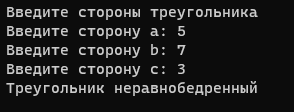 Введите стороны треугольника
Введите сторону a: 5
Введите сторону b: 7
Введите сторону c: 3
Треугольник неравнобедренный